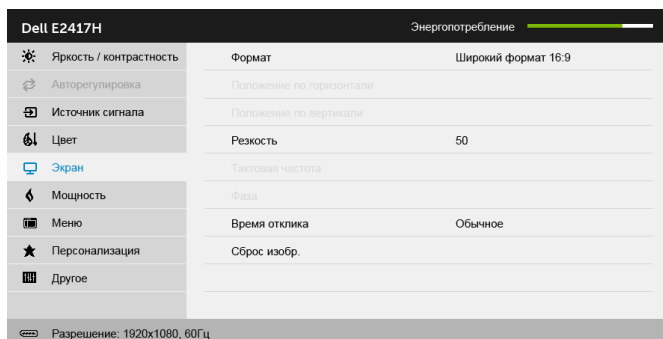 Dell E2417H
Энергопотребление
Яркость / контрастность
Формат
Широкий формат 16:9
Авторегулировка
Положение по горизонтали
Источник сигнала
Положение по вертикали
Цвет
Резкость
50
Экран
Тактовая частота
Мощность
Фаза
Меню
Время отклика
Обычное
Персонализация
Сброс изобр.
Другое
Разрешение: 1920x1080, 60Гц